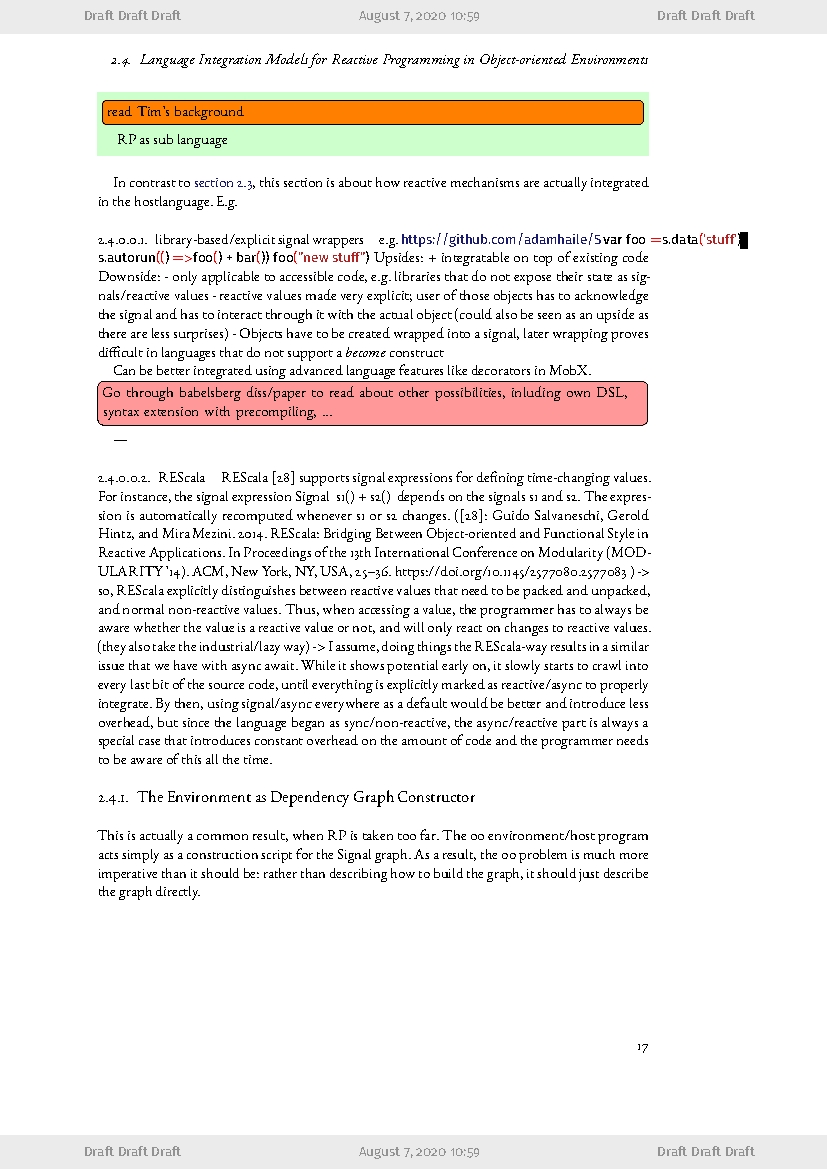 Draft Draft Draft August 7, 2020 10:59 Draft Draft Draft
2.4. Language Integration Models for Reactive Programming in Object-oriented Environments
read Tim's background
RP as sub language
In contrast to section 2.3, this section is about how reactive mechanisms are actually integrated
in the hostlanguage. E.g.
2.4.0.0.1. library-based/explicit signal wrappers e.g. https://github.com/adamhaile/S var foo =s.data('stuff')
s.autorun(() =>foo() + bar()) foo("new stuff") Upsides: + integratable on top of existing code
Downside: - only applicable to accessible code, e.g. libraries that do not expose their state as sig-
nals/reactive values - reactive values made very explicit; user of those objects has to acknowledge
the signal and has to interact through it with the actual object (could also be seen as an upside as
there are less surprises) - Objects have to be created wrapped into a signal, later wrapping proves
difficult in languages that do not support a become construct
Can be better integrated using advanced language features like decorators in MobX.
Go through babelsberg diss/paper to read about other possibilities, inluding own DSL,
syntax extension with precompiling, ...
—
2.4.0.0.2. REScala REScala [28] supports signal expressions for defining time-changing values.
For instance, the signal expression Signal s1() + s2() depends on the signals s1 and s2. The expres-
sion is automatically recomputed whenever s1 or s2 changes. ([28]: Guido Salvaneschi, Gerold
Hintz, and Mira Mezini. 2014. REScala: Bridging Between Object-oriented and Functional Style in
Reactive Applications. In Proceedings of the 13th International Conference on Modularity (MOD-
ULARITY '14). ACM, New York, NY, USA, 25–36. https://doi.org/10.1145/2577080.2577083 ) ->
so, REScala explicitly distinguishes between reactive values that need to be packed and unpacked,
and normal non-reactive values. Thus, when accessing a value, the programmer has to always be
aware whether the value is a reactive value or not, and will only react on changes to reactive values.
(they also take the industrial/lazy way) -> I assume, doing things the REScala-way results in a similar
issue that we have with async await. While it shows potential early on, it slowly starts to crawl into
every last bit of the source code, until everything is explicitly marked as reactive/async to properly
integrate. By then, using signal/async everywhere as a default would be better and introduce less
overhead, but since the language began as sync/non-reactive, the async/reactive part is always a
special case that introduces constant overhead on the amount of code and the programmer needs
to be aware of this all the time.
2.4.1. The Environment as Dependency Graph Constructor
This is actually a common result, when RP is taken too far. The oo environment/host program
acts simply as a construction script for the Signal graph. As a result, the oo problem is much more
imperative than it should be: rather than describing how to build the graph, it should just describe
the graph directly.
17
Draft Draft Draft August 7, 2020 10:59 Draft Draft Draft